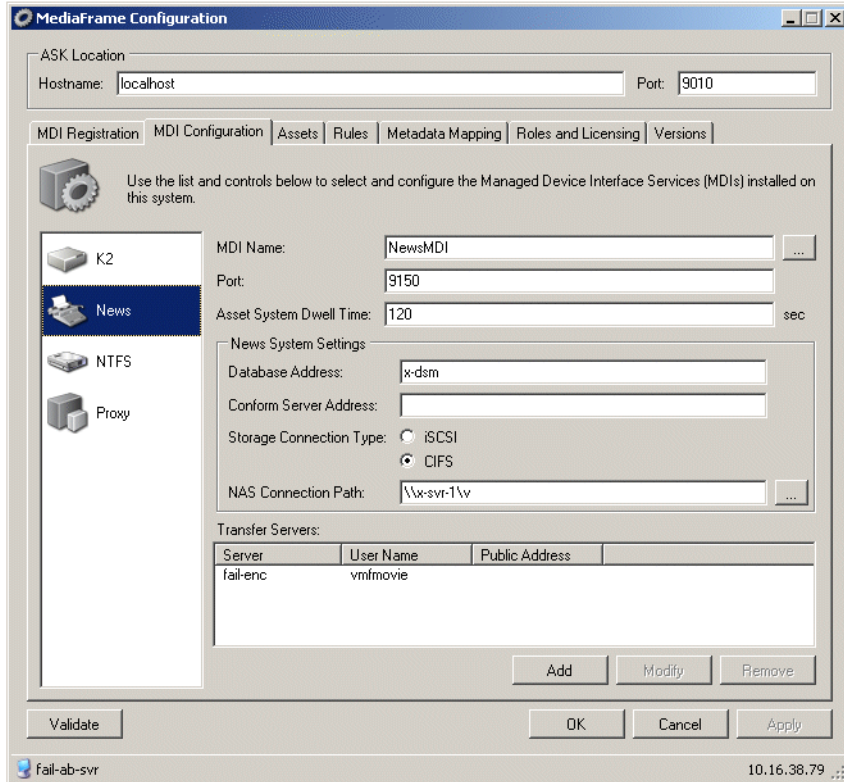 MediaFrame Configuration
ASK Location
Hostname: localhost Port: 9010
MDI Registration MDI Configuration Assets Rules Metadata Mapping Roles and Licensing Versions
Use the list and controls below to select and configure the Managed Device Interface Services (MDIs) installed on
this system.
K2
News
NTFS
Proxy
MDI Name: NewsMDI ...
Port: 9150
Asset System Dwell Time: 120 sec
News System Settings
Database Address: x-dsm
Conform Server Address:
Storage Connection Type: iSCSI
CIFS
NAS Connection Path: \\x-svr-1\v ...
Transfer Servers:
Server User Name Public Address
fail-enc vmfmovie
Add Modify Remove
Validate OK Cancel Apply
fail-ab-svr 10.16.38.79